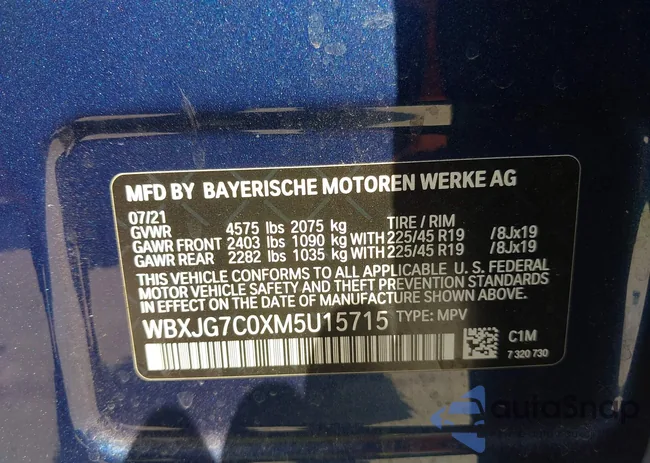 MFD BY BAYERISCHE MOTOREN WERKE AG
07/21
GVWR 4575 lbs 2075 kg TIRE / RIM
GAWR FRONT 2403 lbs 1090 kg WITH 225/45 R19 /8Jx19
GAWR REAR 2282 lbs 1035 kg WITH 225/45 R19 /8Jx19
THIS VEHICLE CONFORMS TO ALL APPLICABLE U. S. FEDERAL
MOTOR VEHICLE SAFETY AND THEFT PREVENTION STANDARDS
IN EFFECT ON THE DATE OF MANUFACTURE SHOWN ABOVE.
WBXJG7C0XM5U15715 TYPE: MPV
C1M
7 320 730
autoSnap